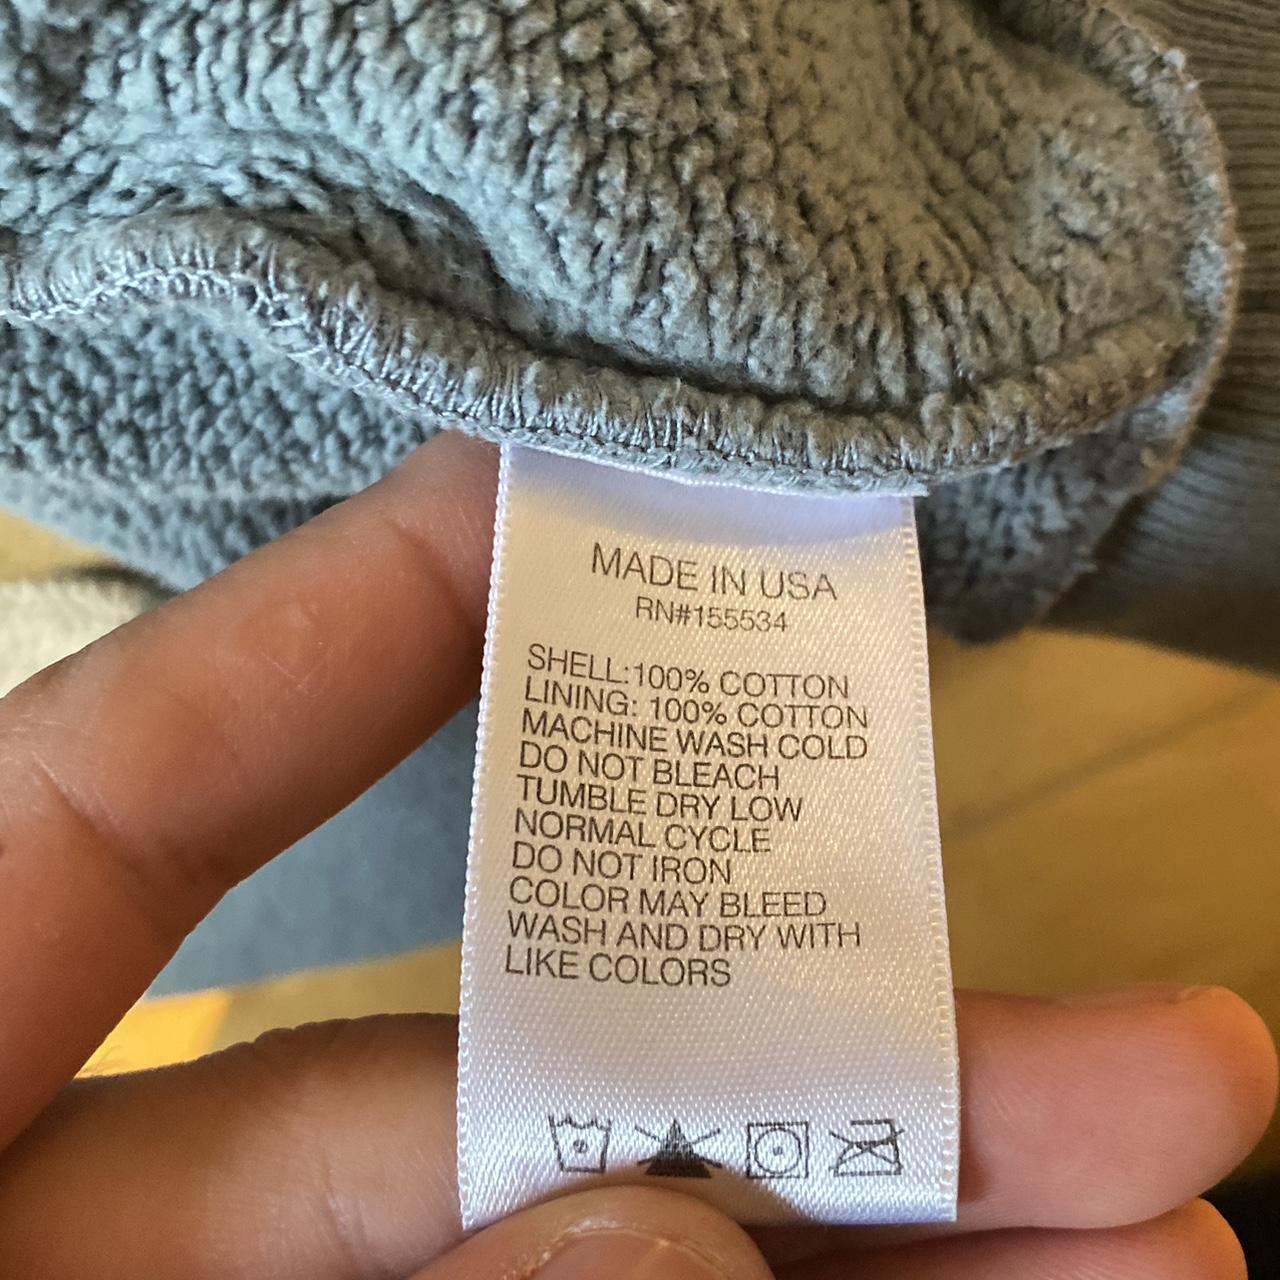 MADE IN USA
RN#155534
SHELL:100% COTTON
LINING: 100% COTTON
MACHINE WASH COLD
DO NOT BLEACH
TUMBLE DRY LOW
NORMAL CYCLE
DO NOT IRON
COLOR MAY BLEED
WASH AND DRY WITH
LIKE COLORS